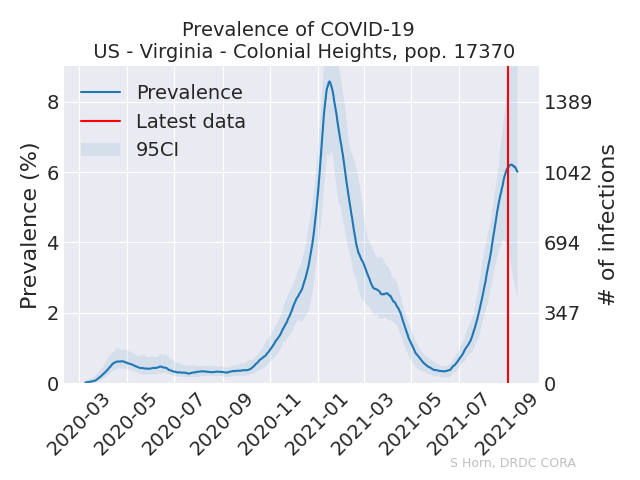 Prevalence of COVID-19
US - Virginia - Colonial Heights, pop. 17370
Prevalence
Latest data
95CI
Prevalence (%)
8
6
4
2
0
1389
1042
694
347
0
# of infections
2020-03
2020-05
2020-07
2020-09
2020-11
2021-01
2021-03
2021-05
2021-07
2021-09
S Horn, DRDC CORA